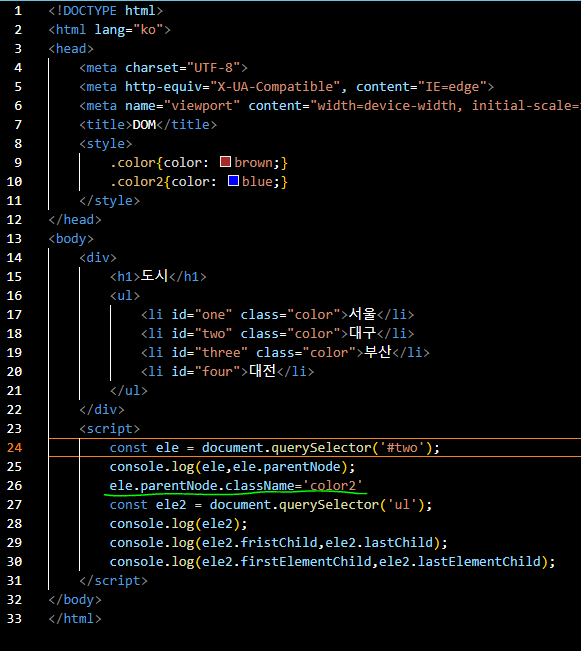 1 <!DOCTYPE html>
2 <html lang="ko">
3 <head>
4 <meta charset="UTF-8">
5 <meta http-equiv="X-UA-Compatible", content="IE=edge">
6 <meta name="viewport" content="width=device-width, initial-scale=
7 <title>DOM</title>
8 <style>
9 .color{color: brown;}
10 .color2{color: blue;}
11 </style>
12 </head>
13 <body>
14 <div>
15 <h1>도시</h1>
16 <ul>
17 <li id="one" class="color">서울</li>
18 <li id="two" class="color">대구</li>
19 <li id="three" class="color">부산</li>
20 <li id="four">대전</li>
21 </ul>
22 </div>
23 <script>
24 const ele = document.querySelector('#two');
25 console.log(ele,ele.parentNode);
26 ele.parentNode.className='color2'
27 const ele2 = document.querySelector('ul');
28 console.log(ele2);
29 console.log(ele2.fristChild,ele2.lastChild);
30 console.log(ele2.firstElementChild,ele2.lastElementChild);
31 </script>
32 </body>
33 </html>